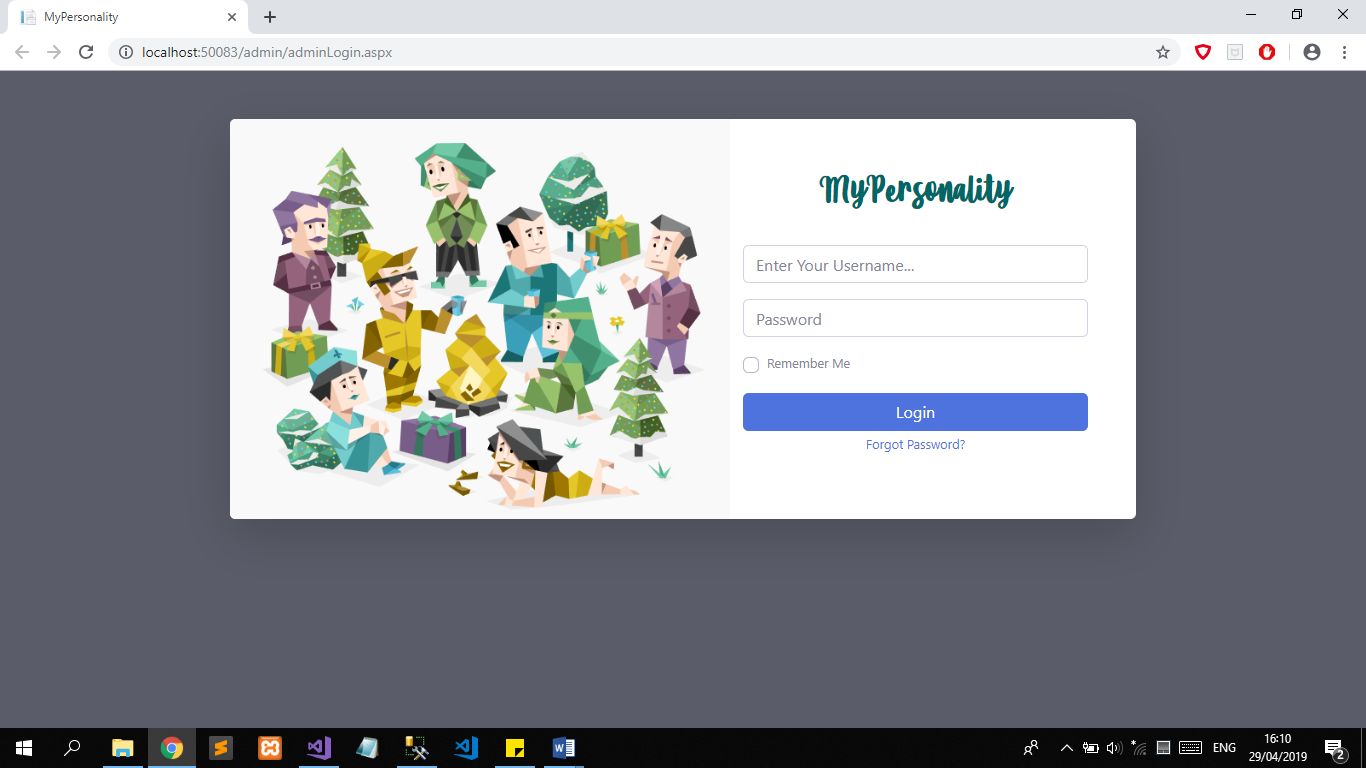 MyPersonality
localhost:50083/admin/adminLogin.aspx
MyPersonality
Enter Your Username...
Password
Remember Me
Login
Forgot Password?
ENG
16:10
29/04/2019
2